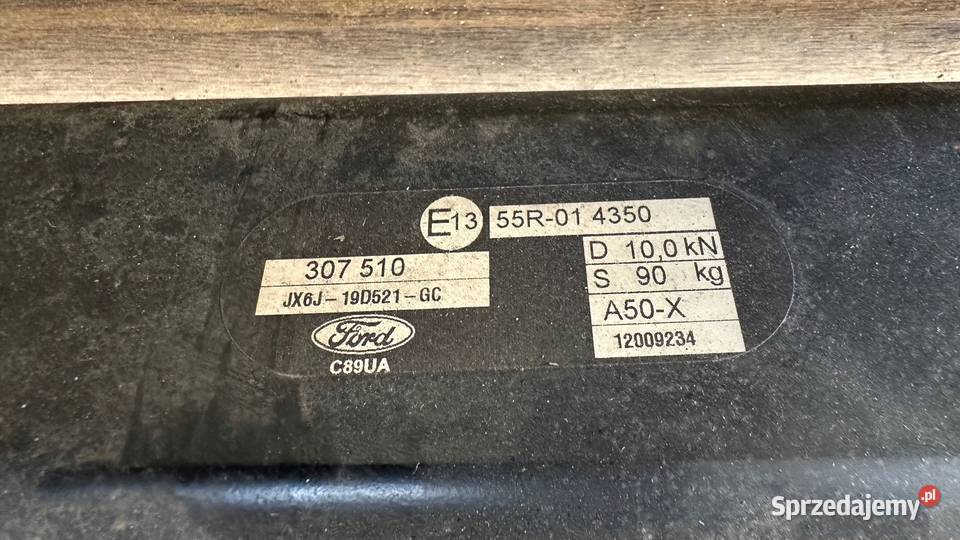 E13 55R-01 4350
D 10,0 kN
307 510
S 90 kg
JX6J-19D521-GC
A50-X
Ford
12009234
C89UA
Sprzedajemy.pl